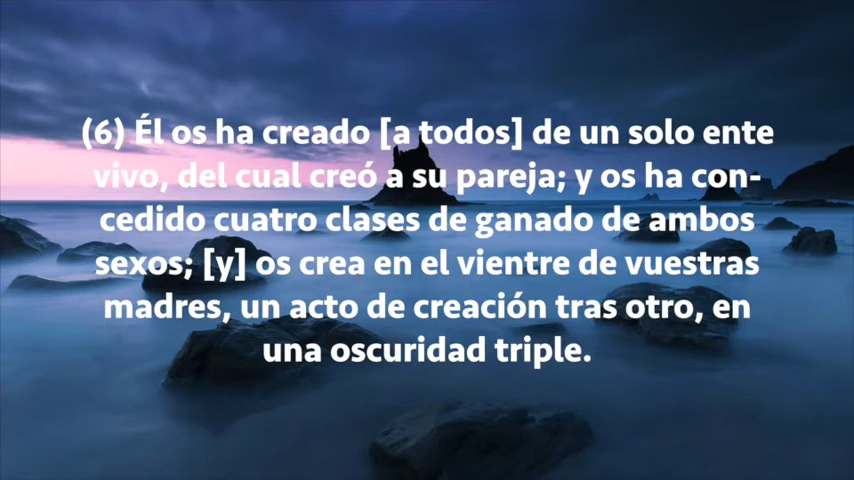 (6) Él os ha creado [a todos] de un solo ente
vivo, del cual creó a su pareja; y os ha con-
cedido cuatro clases de ganado de ambos
sexos; [y] os crea en el vientre de vuestras
madres, un acto de creación tras otro, en
una oscuridad triple.